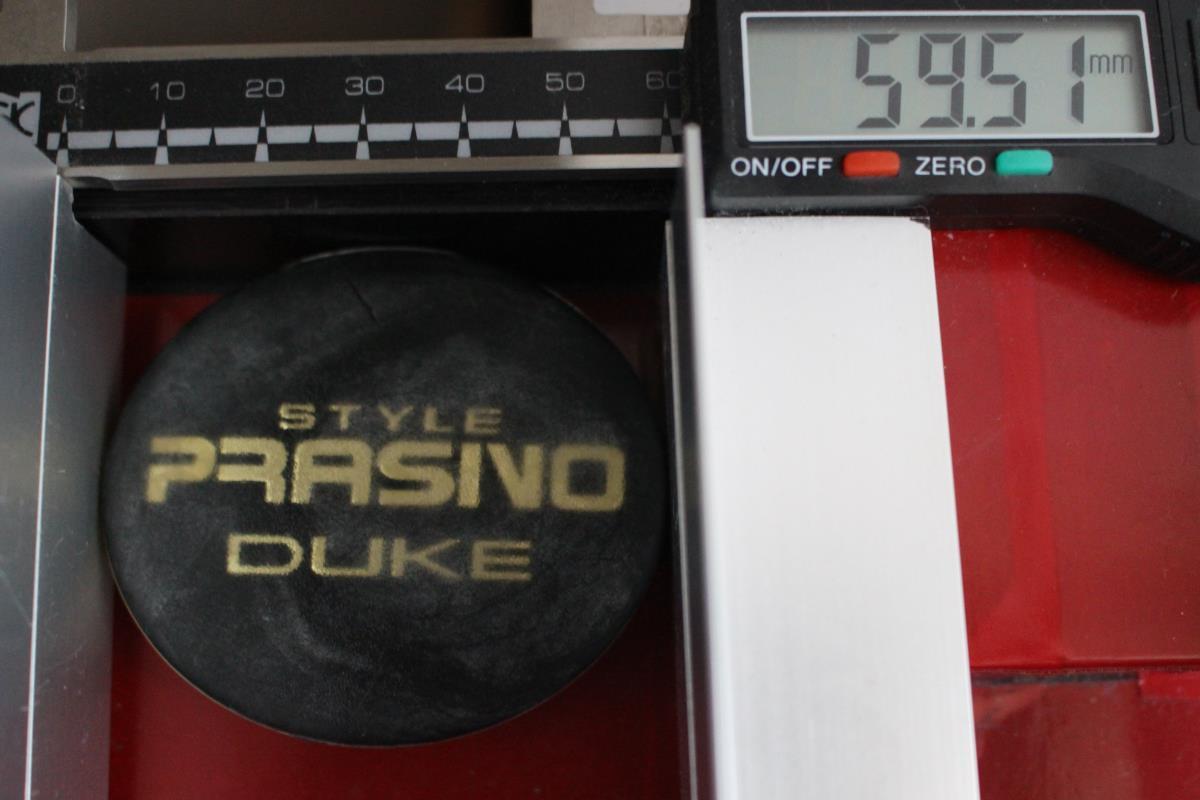 59.51 mm
0 10 20 30 40 50 60
ON/OFF ZERO
STYLE
PRASINO
DUKE